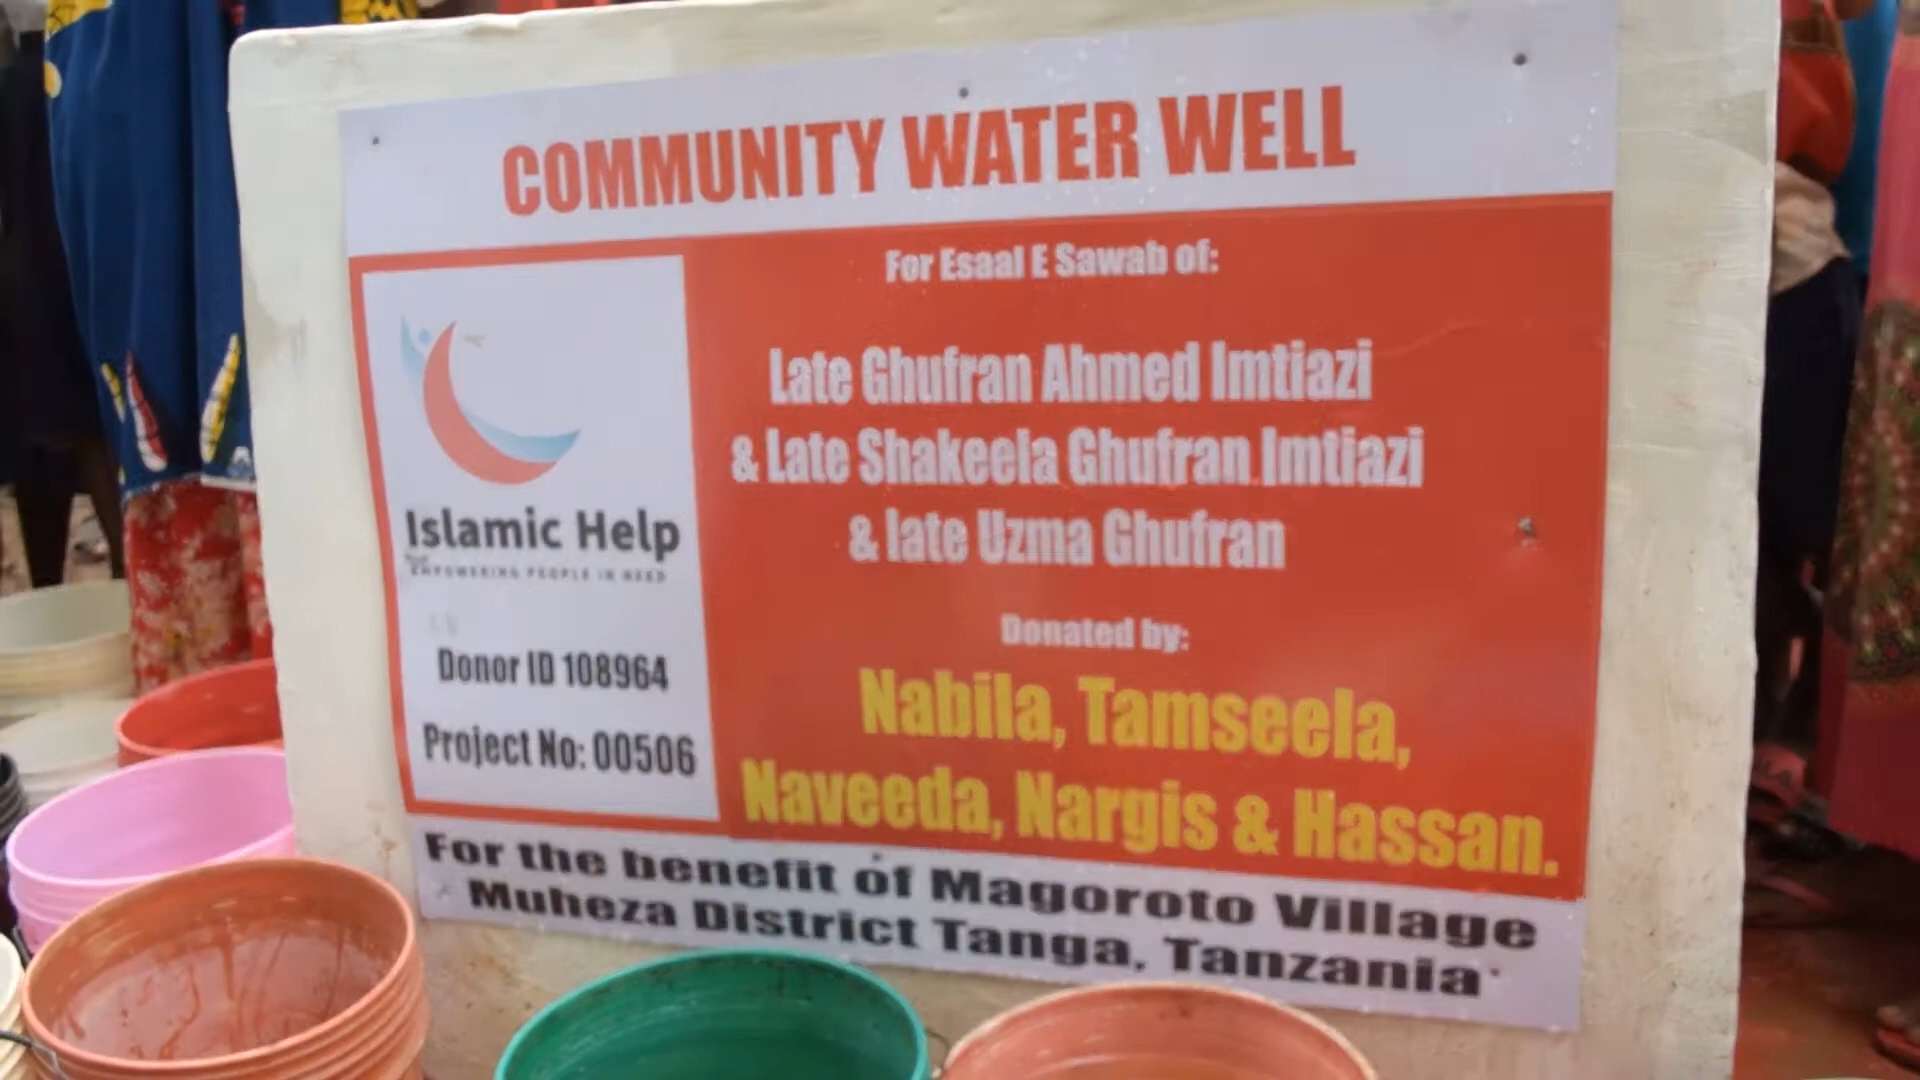 COMMUNITY WATER WELL
For Esaal E Sawab of:
Late Ghufran Ahmed Imtiazi
& Late Shakeela Ghufran Imtiazi
& late Uzma Ghufran
Donated by:
Nabila, Tamseela,
Naveeda, Nargis & Hassan.
Islamic Help
EMPOWERING PEOPLE IN NEED
Donor ID 108964
Project No: 00506
For the benefit of Magoroto Village
Muheza District Tanga, Tanzania